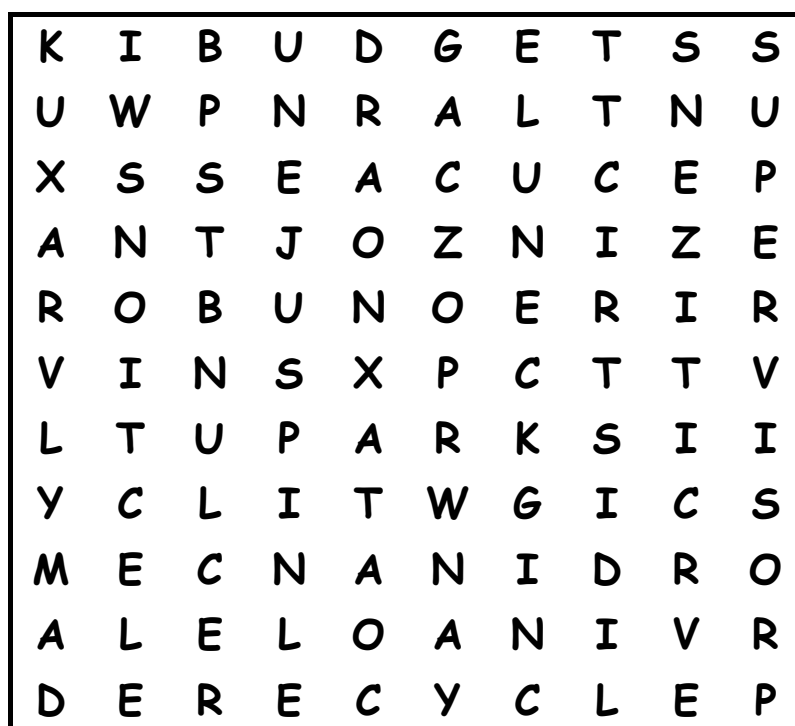 K I B U D G E T S S
U W P N R A L T N U
X S S E A C U C E P
A N T J O Z N I Z E
R O B U N O E R I R
V I N S X P C T T V
L T U P A R K S I I
Y C L I T W G I C S
M E C N A N I D R O
A L E L O A N I V R
D E R E C Y C L E P